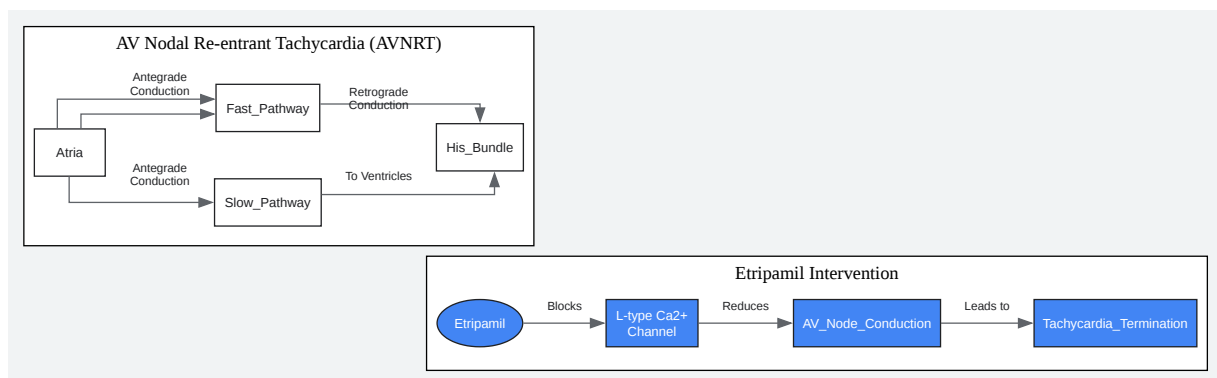 AV Nodal Re-entrant Tachycardia (AVNRT)
Antegrade
Conduction
Fast_Pathway
Retrograde
Conduction
Atria
His_Bundle
Antegrade
Conduction
Slow_Pathway
To Ventricles
Etripamil Intervention
Etripamil
Blocks
L-type Ca2+
Channel
Reduces
AV_Node_Conduction
Leads to
Tachycardia_Termination